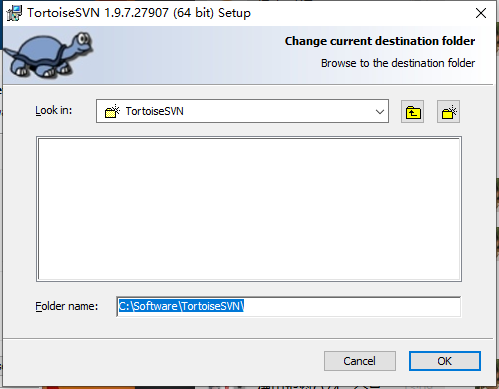 TortoiseSVN 1.9.7.27907 (64 bit) Setup
Change current destination folder
Browse to the destination folder
Look in:
TortoiseSVN
Folder name:
C:\Software\TortoiseSVN\
Cancel
OK